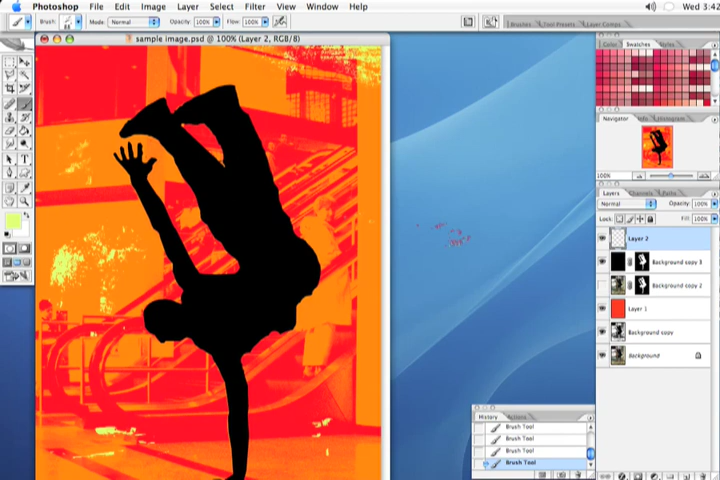 Photoshop File Edit Image Layer Select Filter View Window Help Wed 3:42
Brush: Mode: Normal Opacity: 100% Flow: 100%
Brushes Tool Presets Layer Comps
sample image.psd @ 100% (Layer 2, RGB/8)
Color Swatches Styles
Navigator Info Histogram
100%
Layers Channels Paths
Normal Opacity: 100%
Lock: Fill: 100%
Layer 2
Background copy 3
Background copy 2
Layer 1
Background copy
Background
History Actions
Brush Tool
Brush Tool
Brush Tool
Brush Tool